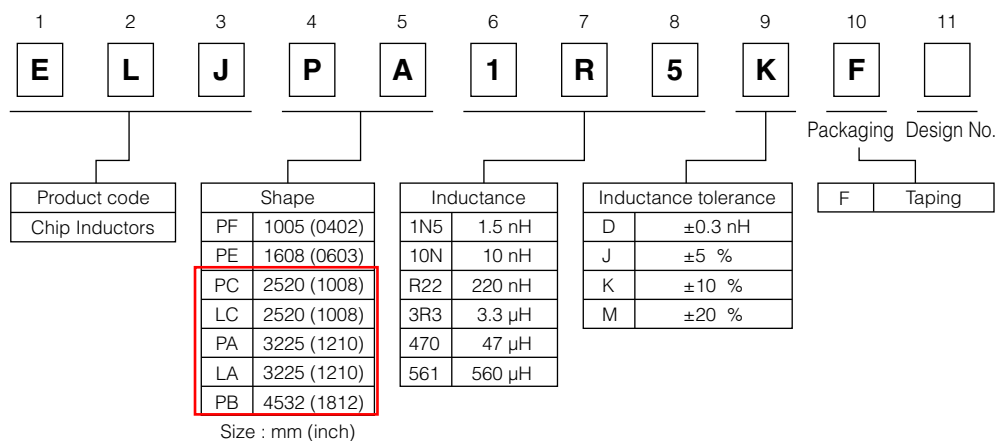 1 2 3 4 5 6 7 8 9 10 11
E L J P A 1 R 5 K F
Packaging Design No.
Product code
Chip Inductors
Shape
PF 1005 (0402)
PE 1608 (0603)
PC 2520 (1008)
LC 2520 (1008)
PA 3225 (1210)
LA 3225 (1210)
PB 4532 (1812)
Size : mm (inch)
Inductance
1N5 1.5 nH
10N 10 nH
R22 220 nH
3R3 3.3 μH
470 47 μH
561 560 μH
Inductance tolerance
D ±0.3 nH
J ±5 %
K ±10 %
M ±20 %
F Taping